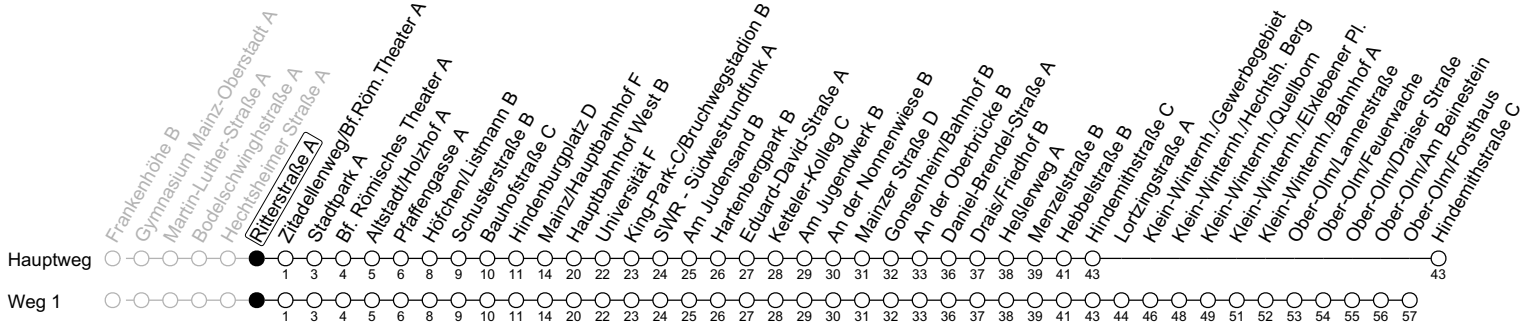 Frankenhöhe B
Gymnasium Mainz-Oberstadt A
Martin-Luther-Straße A
Bodelschwinghstraße A
Hechtsheimer Straße A
Ritterstraße A
Zitadellenweg/Bf.Röm. Theater A
Stadtpark A
Bf. Römisches Theater A
Altstadt/Holzhof A
Pfaffengasse A
Höfchen/Listmann B
Schusterstraße B
Bauhofstraße C
Hindenburgplatz D
Mainz/Hauptbahnhof F
Hauptbahnhof West B
Universität F
King-Park-C/Bruchwegstadion B
SWR - Südwestrundfunk A
Am Judensand B
Hartenbergpark B
Eduard-David-Straße A
Ketteler-Kolleg C
Am Jugendwerk B
An der Nonnenwiese B
Mainzer Straße D
Gonsenheim/Bahnhof B
An der Oberbrücke B
Daniel-Brendel-Straße A
Drais/Friedhof B
Heßlerweg A
Menzelstraße B
Hebbelstraße B
Hindemithstraße C
Lortzingstraße A
Klein-Winternh./Gewerbegebiet
Klein-Winternh./Hechtsh. Berg
Klein-Winternh./Quellborn
Klein-Winternh./Exlebener Pl.
Klein-Winternh./Bahnhof A
Ober-Olm/Lannerstraße
Ober-Olm/Feuerwache
Ober-Olm/Draiser Straße
Ober-Olm/Am Beinestein
Ober-Olm/Forsthaus
Hindemithstraße C
Hauptweg
1 3 4 5 6 8 9 10 11 14 20 22 23 24 25 26 27 28 29 30 31 32 33 36 37 38 39 41 43 43
Weg 1
1 3 4 5 6 8 9 10 11 14 20 22 23 24 25 26 27 28 29 30 31 32 33 36 37 38 39 41 43 44 46 48 49 51 52 53 54 55 56 57